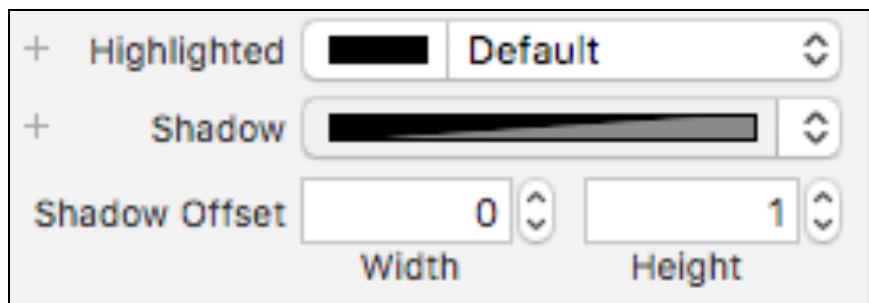 + Highlighted Default
+ Shadow
Shadow Offset 0 1
Width Height